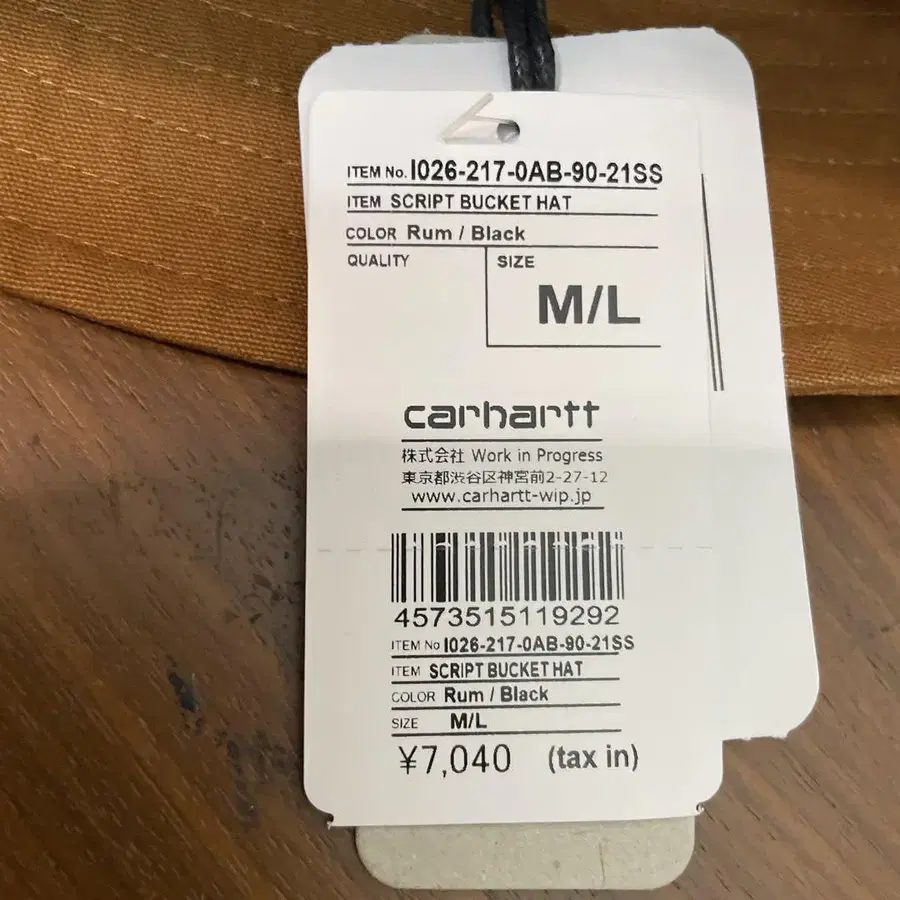 ITEM No. I026-217-0AB-90-21SS
ITEM SCRIPT BUCKET HAT
COLOR Rum / Black
QUALITY SIZE
M/L
carhartt
株式会社 Work in Progress
東京都渋谷区神宮前2-27-12
www.carhartt-wip.jp
4573515119292
ITEM No I026-217-0AB-90-21SS
ITEM SCRIPT BUCKET HAT
COLOR Rum / Black
SIZE M/L
¥7,040 (tax in)